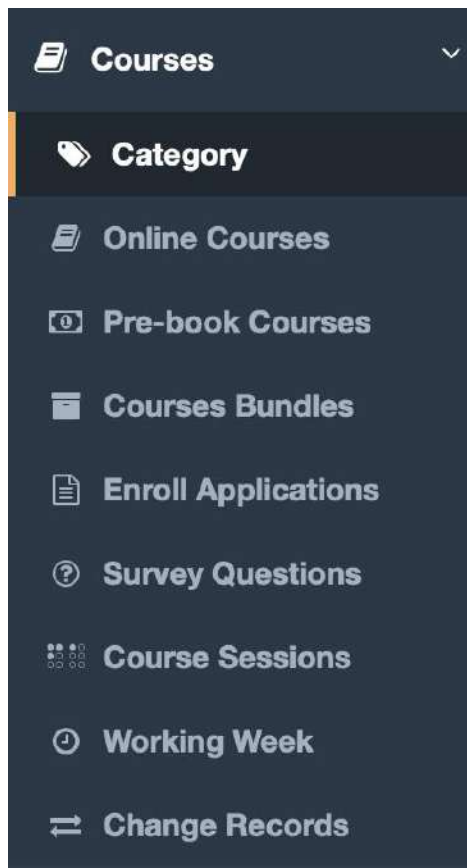 Courses
Category
Online Courses
Pre-book Courses
Courses Bundles
Enroll Applications
Survey Questions
Course Sessions
Working Week
Change Records